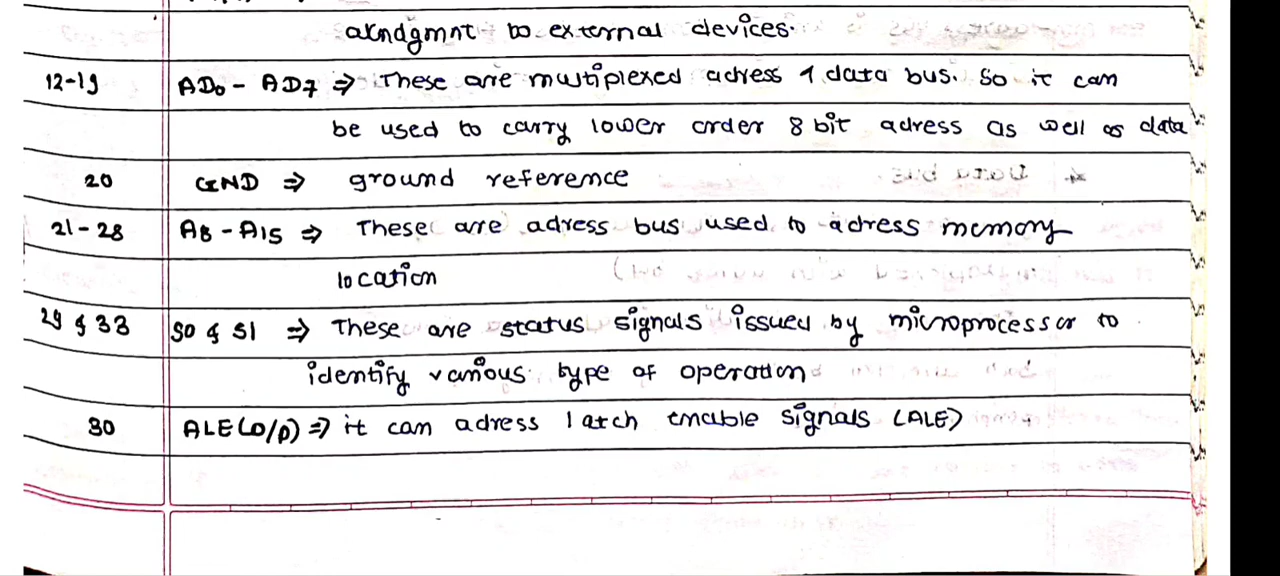 akndgmnt to external devices.
12-19 AD0 - AD7 ⇒ These are multiplexed adress & data bus. So it can
be used to carry lower order 8 bit adress as well as data
20 GND ⇒ ground reference
21-28 A8 - A15 ⇒ These are adress bus used to adress memory
location
29 & 33 S0 & S1 ⇒ These are status signals issued by microprocessor to
identify various type of operation
30 ALE(O/P) ⇒ it can adress latch enable signals (ALE)